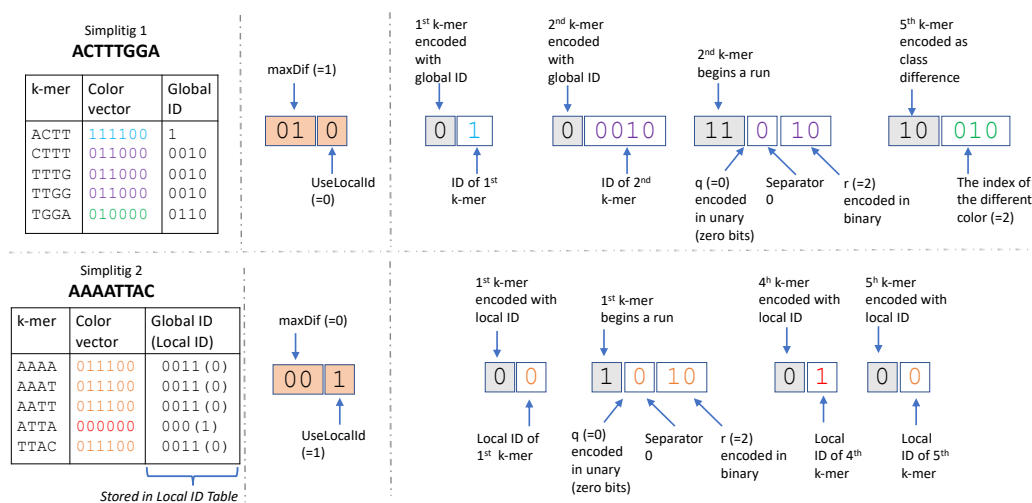 Simplitig 1
ACTTTGGA
k-mer Color vector Global ID
ACTT 111100 1
CTTT 011000 0010
TTTG 011000 0010
TTGG 011000 0010
TGGA 010000 0110
maxDif (=1)
01 0
UseLocalId
(=0)
1st k-mer
encoded
with
global ID
0 1
ID of 1st
k-mer
2nd k-mer
encoded
with
global ID
0 0010
ID of 2nd
k-mer
2nd k-mer
begins a run
11 0 10
q (=0)
encoded
in unary
(zero bits)
Separator
0
r (=2)
encoded in
binary
5th k-mer
encoded as
class
difference
10 010
The index of
the different
color (=2)
Simplitig 2
AAAATTAC
k-mer Color vector Global ID (Local ID)
AAAA 011100 0011(0)
AAAT 011100 0011(0)
AATT 011100 0011(0)
ATTA 000000 000(1)
TTAC 011100 0011(0)
Stored in Local ID Table
maxDif (=0)
00 1
UseLocalId
(=1)
1st k-mer
encoded with
local ID
0 0
Local ID of
1st k-mer
1st k-mer
begins a run
1 0 10
q (=0)
encoded
in unary
(zero bits)
Separator
0
r (=2)
encoded in
binary
4h k-mer
encoded with
local ID
0 1
Local
ID of 4th
k-mer
5h k-mer
encoded with
local ID
0 0
Local
ID of 5th
k-mer